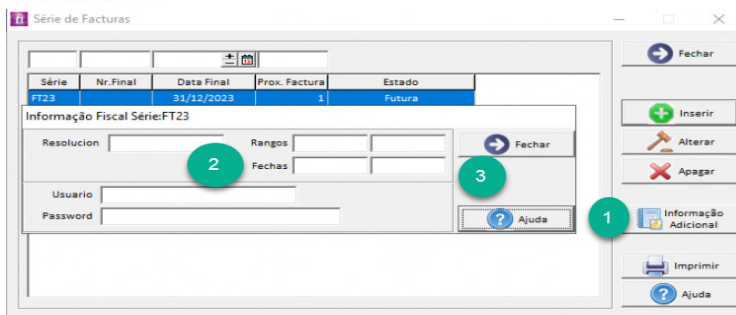 Série de Facturas
Fechar
Série Nr.Final Data Final Prox. Factura Estado
FT23 31/12/2023 1 Futura
Informação Fiscal Série:FT23
Inserir
Resolucion Rangos Fechar
Alterar
2 Fechas
3
Apagar
Usuario
Password Ajuda
1 Informação Adicional
Imprimir
Ajuda